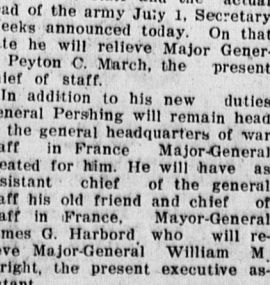 ead of the army July 1, Secretary
eeks announced today. On that
te he will relieve Major Gener-
Peyton C. March, the present
ief of staff.
In addition to his new duties
eneral Pershing will remain head
the general headquarters of war
aff in France Major-General
eated for him. He will have as
sistant chief of the general
aff his old friend and chief of
aff in France, Mayor-General
mes G. Harbord who will re-
eve Major-General William M.
right, the present executive as-